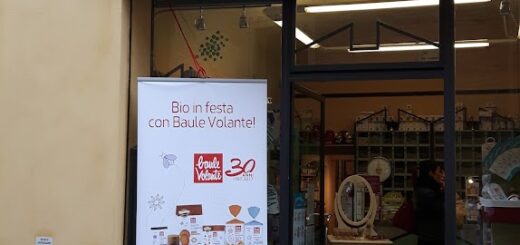 Bio in festa
con Baule Volante!
baule
Volante
30